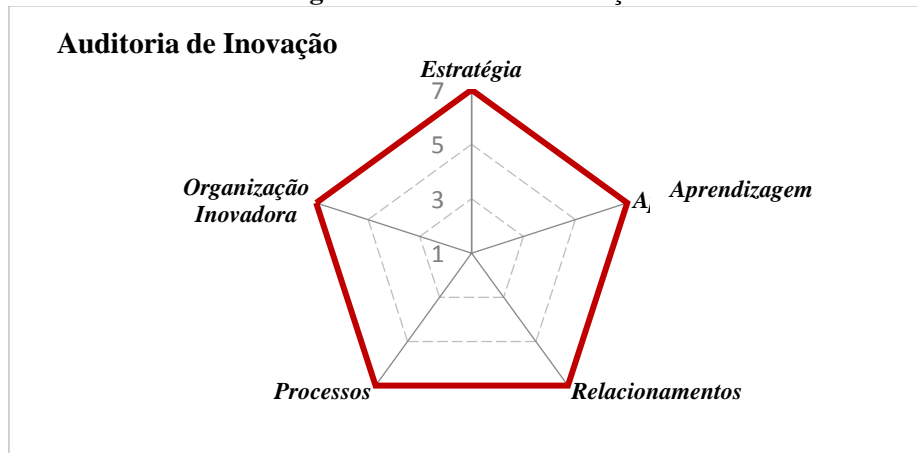 Auditoria de Inovação
Estratégia
7
5
Organização
Inovadora
3
Aprendizagem
1
Processos
Relacionamentos